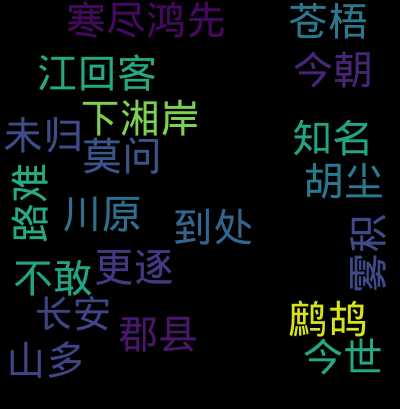 寒尽鸿先
苍梧
江回客
今朝
下湘岸
未归
莫问
知名
胡尘
路难
川原
到处
雾积
更逐
不敢
长安
郡县
鹧鸪
山多
今世